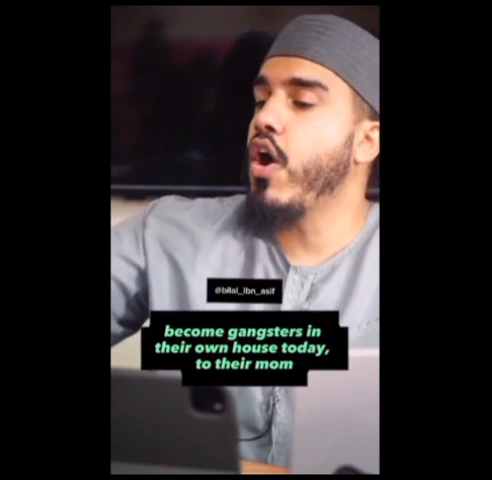 @bilal_ibn_asif
become gangsters in
their own house today,
to their mom